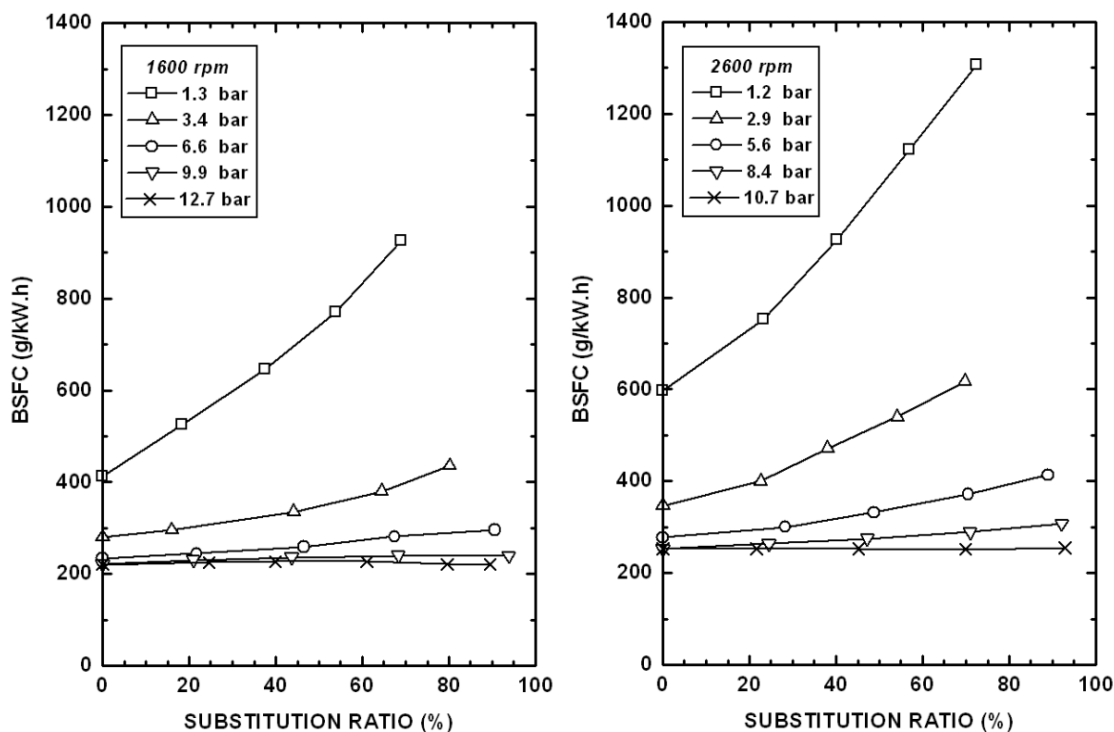 1400
1200
1000
800
600
400
200
0
BSFC (g/kW.h)
1600 rpm
1.3 bar
3.4 bar
6.6 bar
9.9 bar
12.7 bar
0 20 40 60 80 100
SUBSTITUTION RATIO (%)
1400
1200
1000
800
600
400
200
0
BSFC (g/kW.h)
2600 rpm
1.2 bar
2.9 bar
5.6 bar
8.4 bar
10.7 bar
0 20 40 60 80 100
SUBSTITUTION RATIO (%)